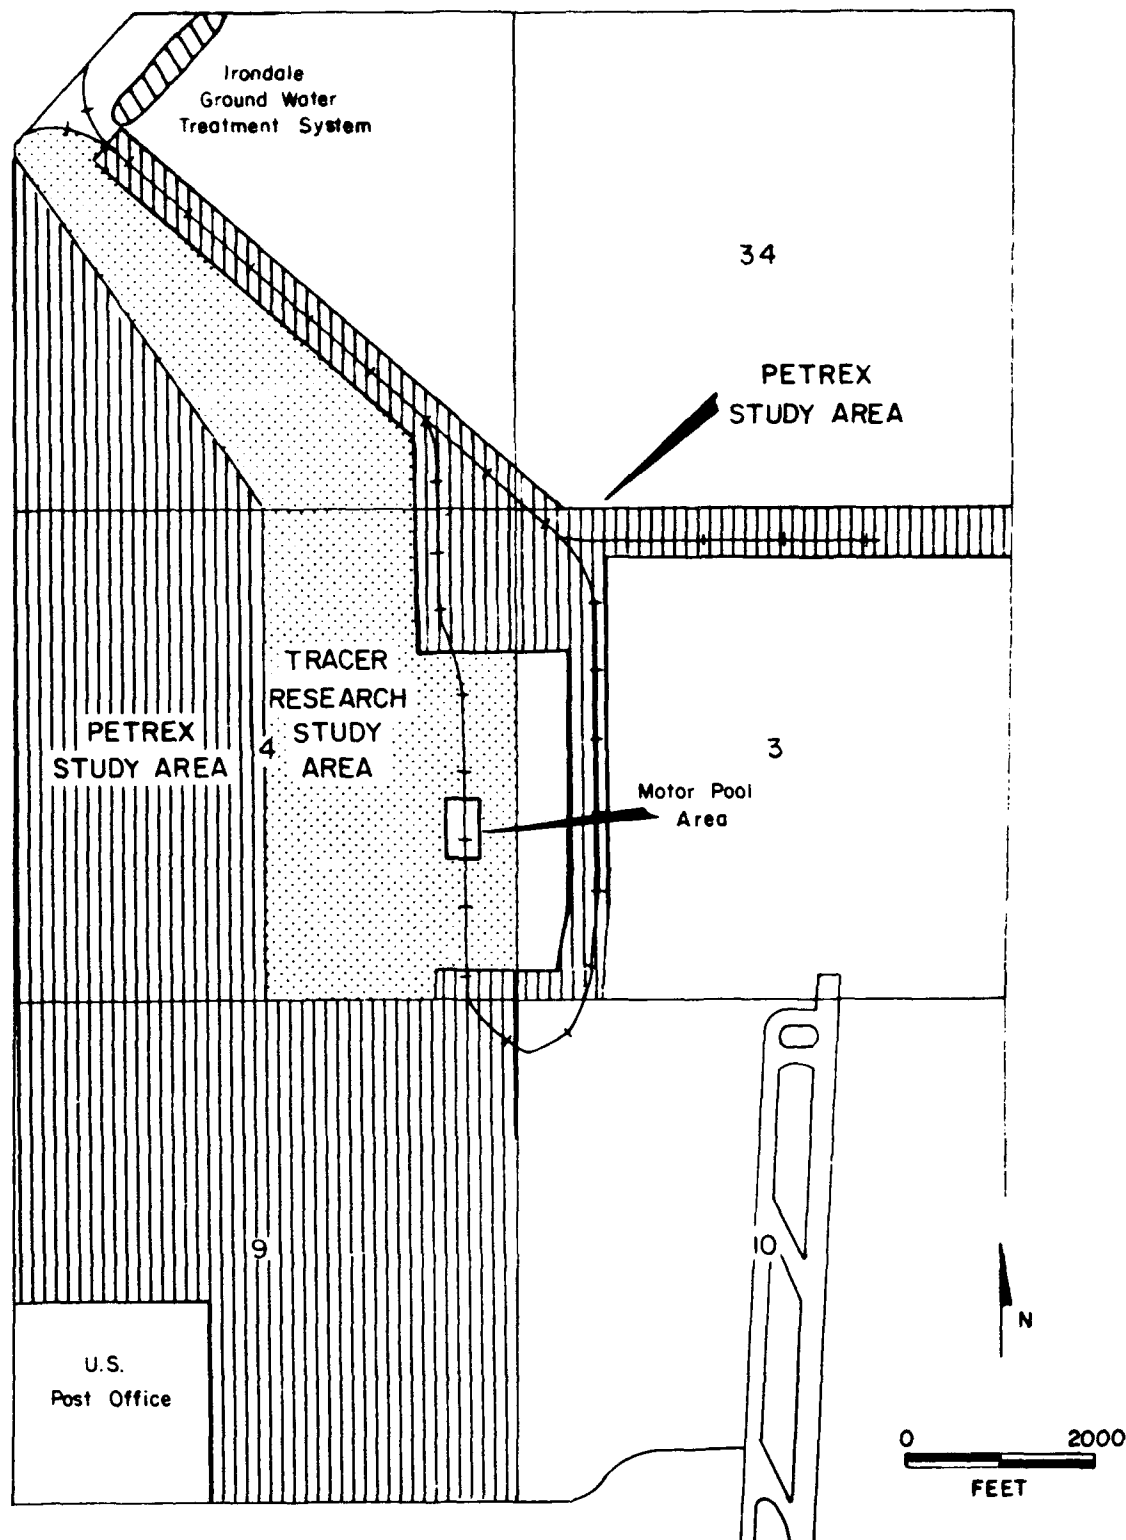 Irondale
Ground Water
Treatment System
34
PETREX
STUDY AREA
TRACER
RESEARCH
STUDY
AREA
PETREX
STUDY AREA
4
3
Motor Pool
Area
9
10
N
U.S.
Post Office
0 2000
FEET